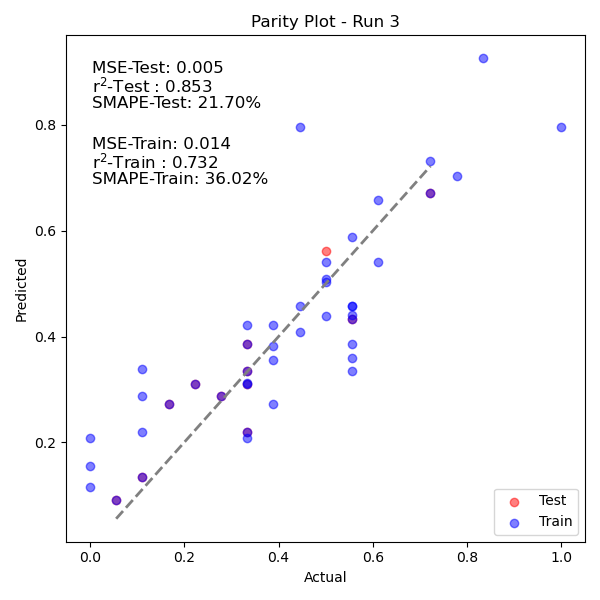 Parity Plot - Run 3
MSE-Test: 0.005
r²-Test : 0.853
SMAPE-Test: 21.70%
MSE-Train: 0.014
r²-Train : 0.732
SMAPE-Train: 36.02%
Predicted
0.8
0.6
0.4
0.2
Test
Train
0.0 0.2 0.4 0.6 0.8 1.0
Actual